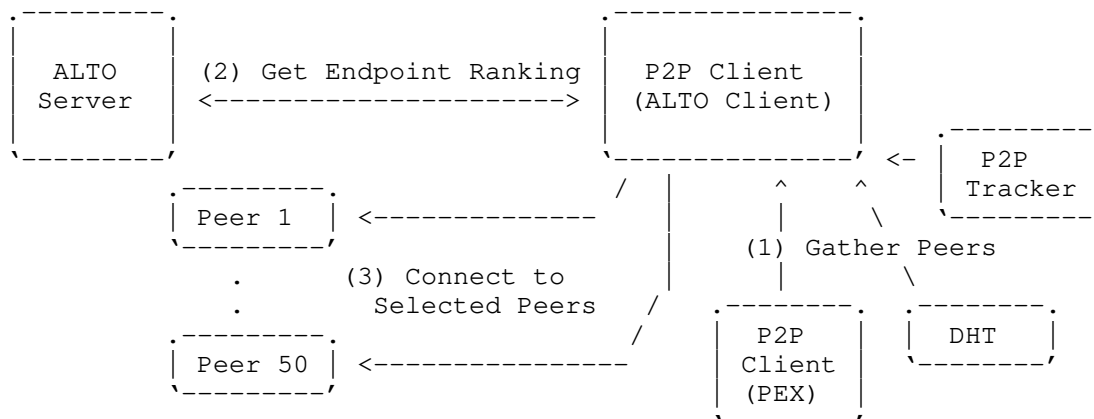 ALTO (2) Get Endpoint Ranking P2P Client
Server <----------------------> (ALTO Client)
<- P2P
Tracker
Peer 1 <--------------
(1) Gather Peers
(3) Connect to
Selected Peers
P2P DHT
Peer 50 <---------------- Client
(PEX)